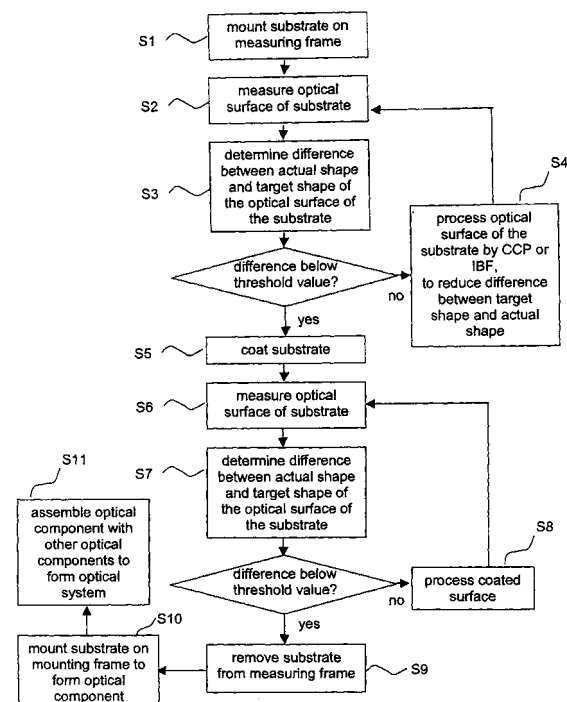 S1
mount substrate on
measuring frame
S2
measure optical
surface of substrate
S3
determine difference
between actual shape
and target shape of
the optical surface of
the substrate
S4
process optical
surface of the
substrate by CCP or
IBF,
to reduce difference
between target
shape and actual
shape
difference below
threshold value?
no
yes
S5
coat substrate
S6
measure optical
surface of substrate
S7
determine difference
between actual shape
and target shape of
the optical surface of
the substrate
S8
process coated
surface
difference below
threshold value?
no
yes
S9
remove substrate
from measuring frame
S10
mount substrate on
mounting frame to
form optical
component
S11
assemble optical
component with
other optical
components to
form optical
system